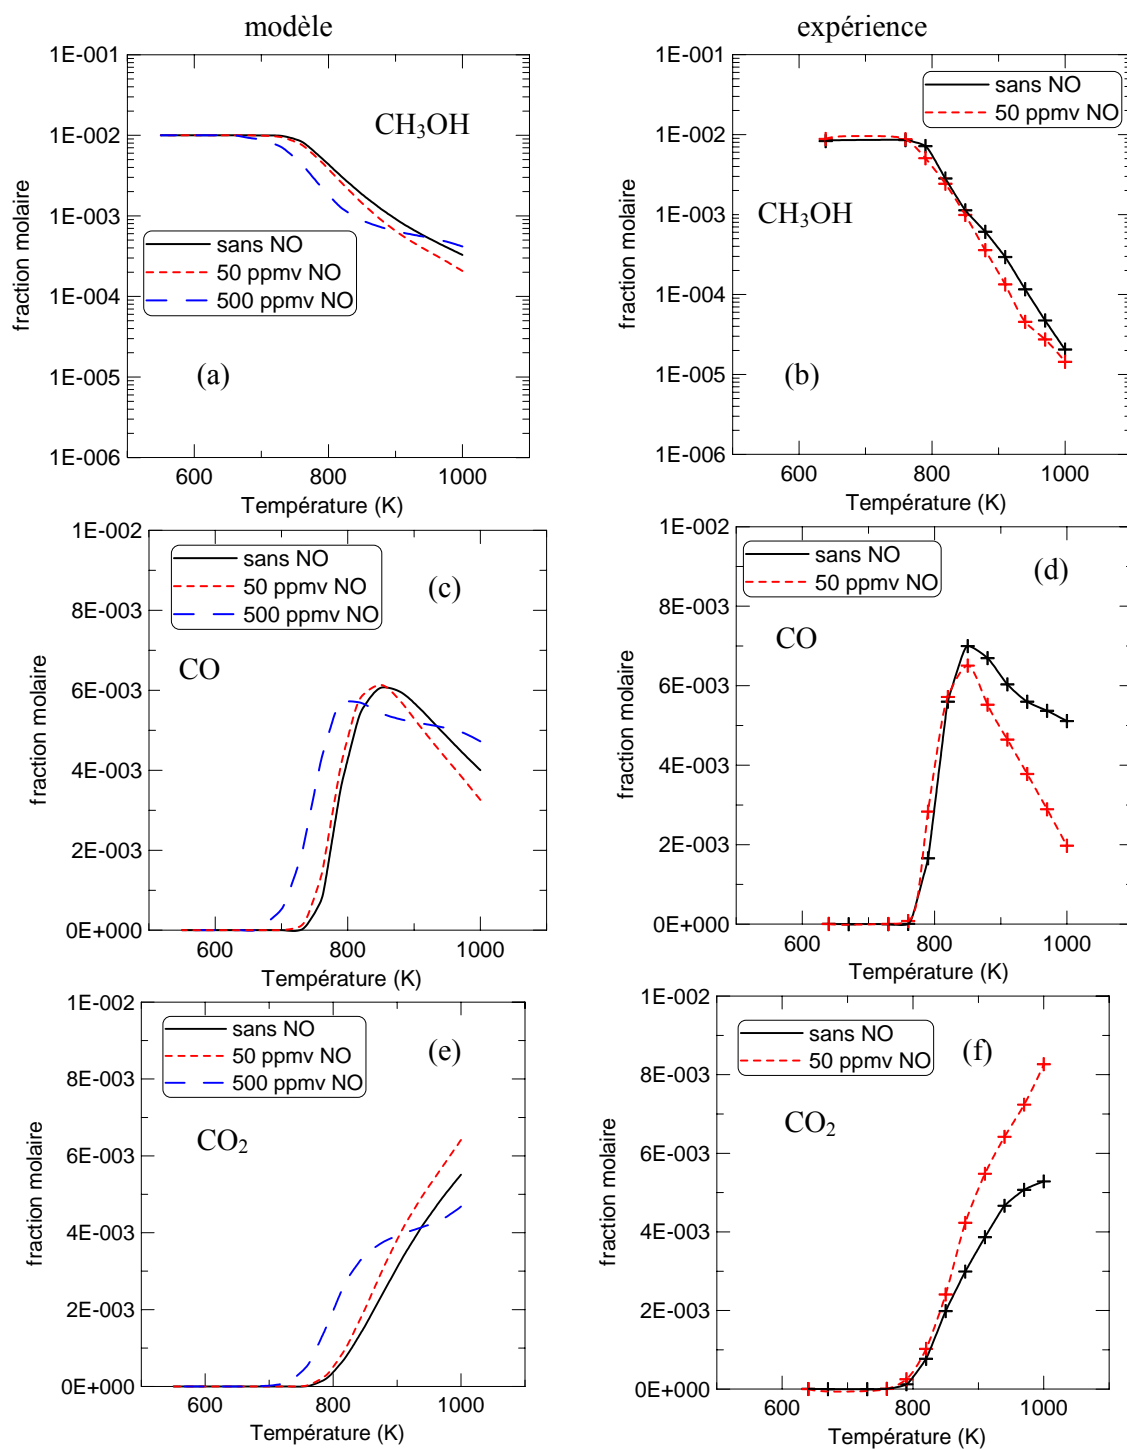 modèle
expérience
1E-001
1E-002
1E-003
1E-004
1E-005
1E-006
fraction molaire
CH₃OH
sans NO
50 ppmv NO
500 ppmv NO
(a)
600
800
1000
Température (K)
1E-001
1E-002
1E-003
1E-004
1E-005
1E-006
fraction molaire
sans NO
50 ppmv NO
CH₃OH
(b)
600
800
1000
Température (K)
1E-002
8E-003
6E-003
4E-003
2E-003
0E+000
fraction molaire
sans NO
50 ppmv NO
500 ppmv NO
(c)
CO
600
800
1000
Température (K)
1E-002
8E-003
6E-003
4E-003
2E-003
0E+000
fraction molaire
sans NO
50 ppmv NO
(d)
CO
600
800
1000
Température (K)
1E-002
8E-003
6E-003
4E-003
2E-003
0E+000
fraction molaire
sans NO
50 ppmv NO
500 ppmv NO
(e)
CO₂
600
800
1000
Température (K)
1E-002
8E-003
6E-003
4E-003
2E-003
0E+000
fraction molaire
sans NO
50 ppmv NO
(f)
CO₂
600
800
1000
Température (K)